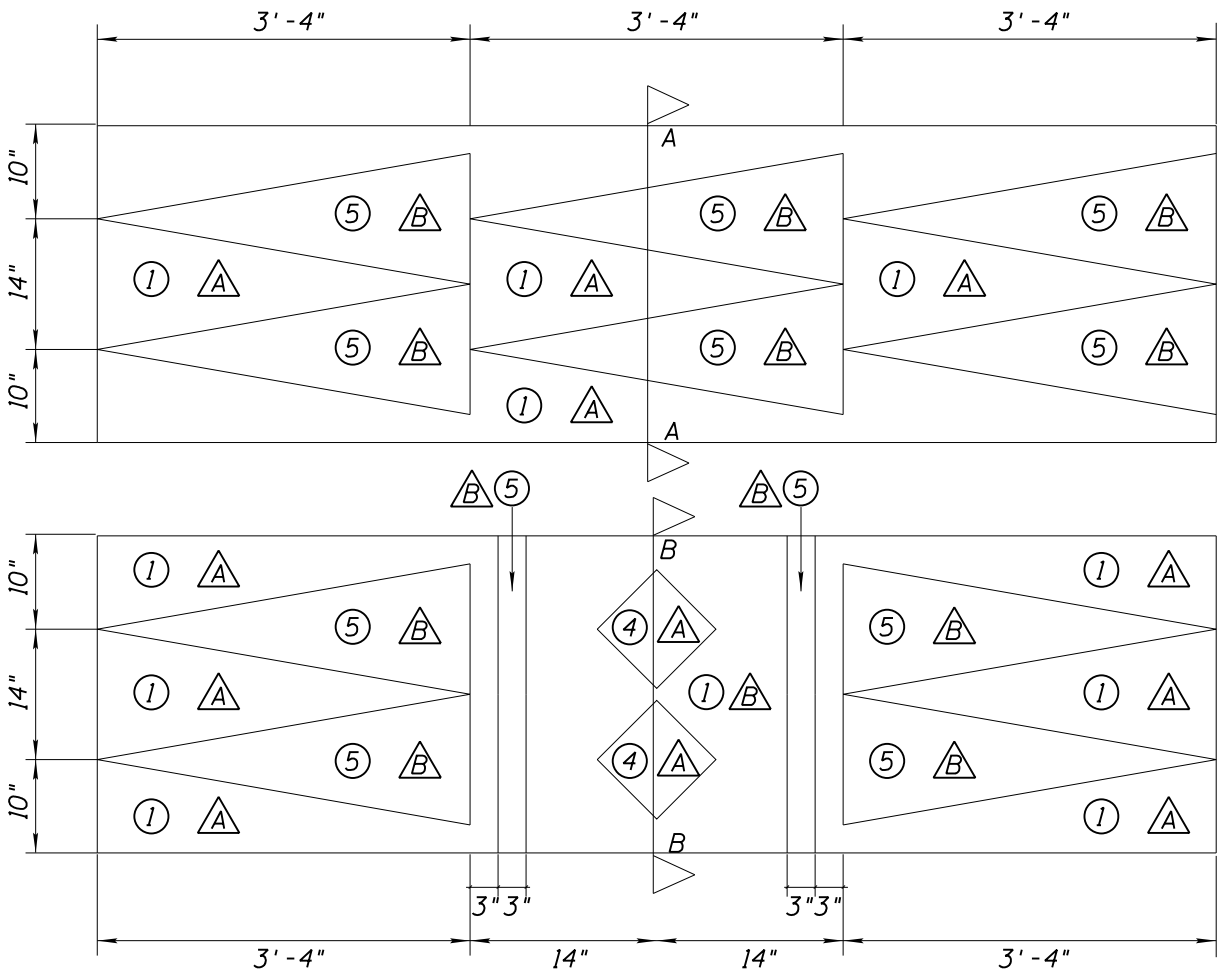 3'-4" 3'-4" 3'-4"
A
10"
5 B 5 B 5 B
14"
1 A 1 A 1 A
5 B 5 B 5 B
10"
1 A
A
B 5 B 5
B
10"
1 A 1 A
5 B 4 A 5 B
14"
1 A 1 B 1 A
5 B 4 A 5 B
10"
1 A 1 A
B
3" 3" 3" 3"
3'-4" 14" 14" 3'-4"